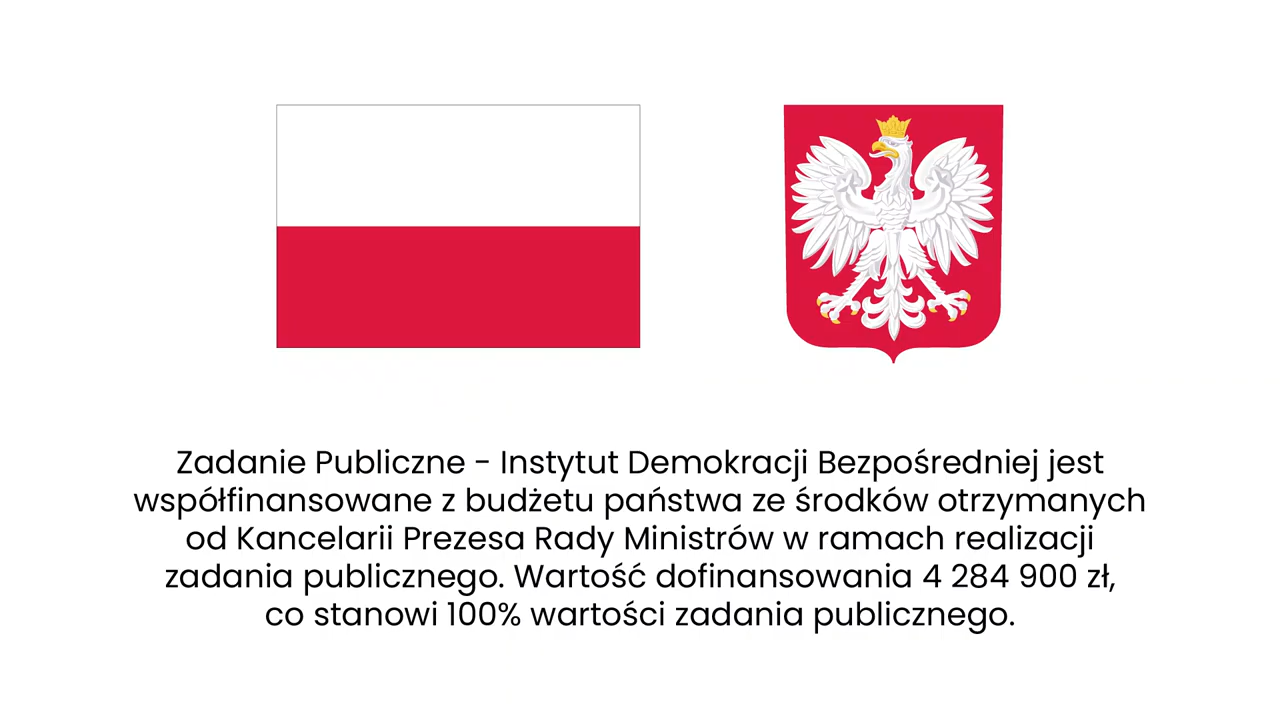 Zadanie Publiczne - Instytut Demokracji Bezpośredniej jest
współfinansowane z budżetu państwa ze środków otrzymanych
od Kancelarii Prezesa Rady Ministrów w ramach realizacji
zadania publicznego. Wartość dofinansowania 4 284 900 zł,
co stanowi 100% wartości zadania publicznego.